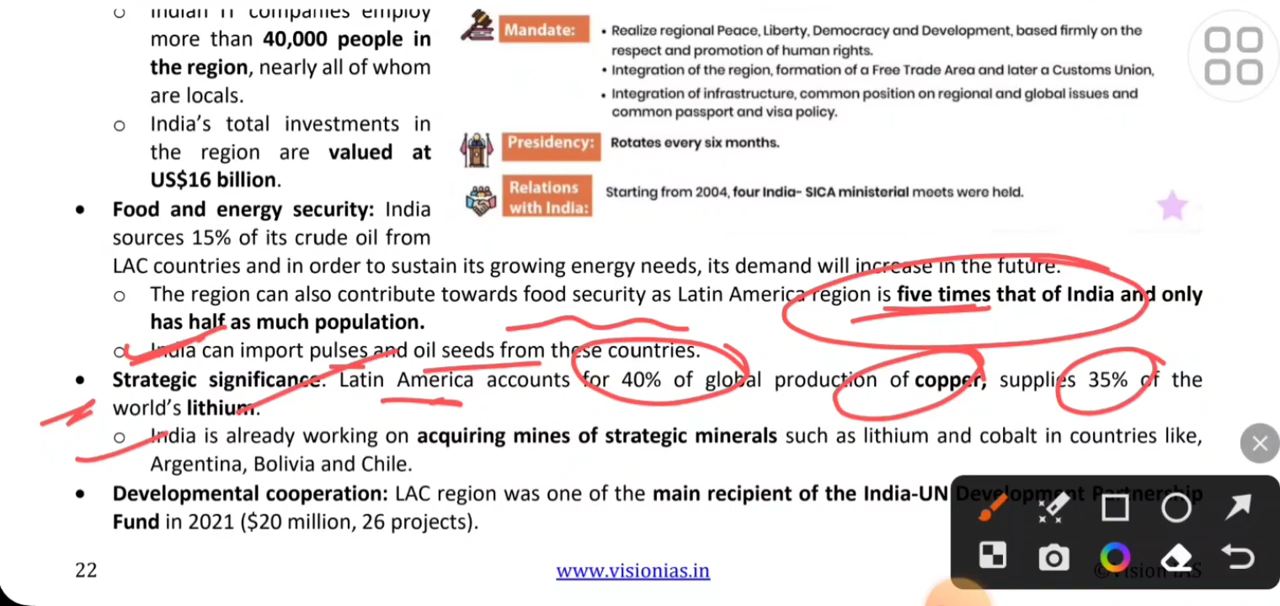 Indian IT companies employ
more than 40,000 people in
the region, nearly all of whom
are locals.
o India's total investments in
the region are valued at
US$16 billion.
• Food and energy security: India
sources 15% of its crude oil from
Mandate:
• Realize regional Peace, Liberty, Democracy and Development, based firmly on the
respect and promotion of human rights.
• Integration of the region, formation of a Free Trade Area and later a Customs Union,
• Integration of infrastructure, common position on regional and global issues and
common passport and visa policy.
Presidency: Rotates every six months.
Relations
with India:
Starting from 2004, four India- SICA ministerial meets were held.
LAC countries and in order to sustain its growing energy needs, its demand will increase in the future.
o The region can also contribute towards food security as Latin America region is five times that of India and only
has half as much population.
o India can import pulses and oil seeds from these countries.
• Strategic significance: Latin America accounts for 40% of global production of copper, supplies 35% of the
world's lithium.
o India is already working on acquiring mines of strategic minerals such as lithium and cobalt in countries like,
Argentina, Bolivia and Chile.
• Developmental cooperation: LAC region was one of the main recipient of the India-UN Development Partnership
Fund in 2021 ($20 million, 26 projects).
22
www.visionias.in
©Vision IAS